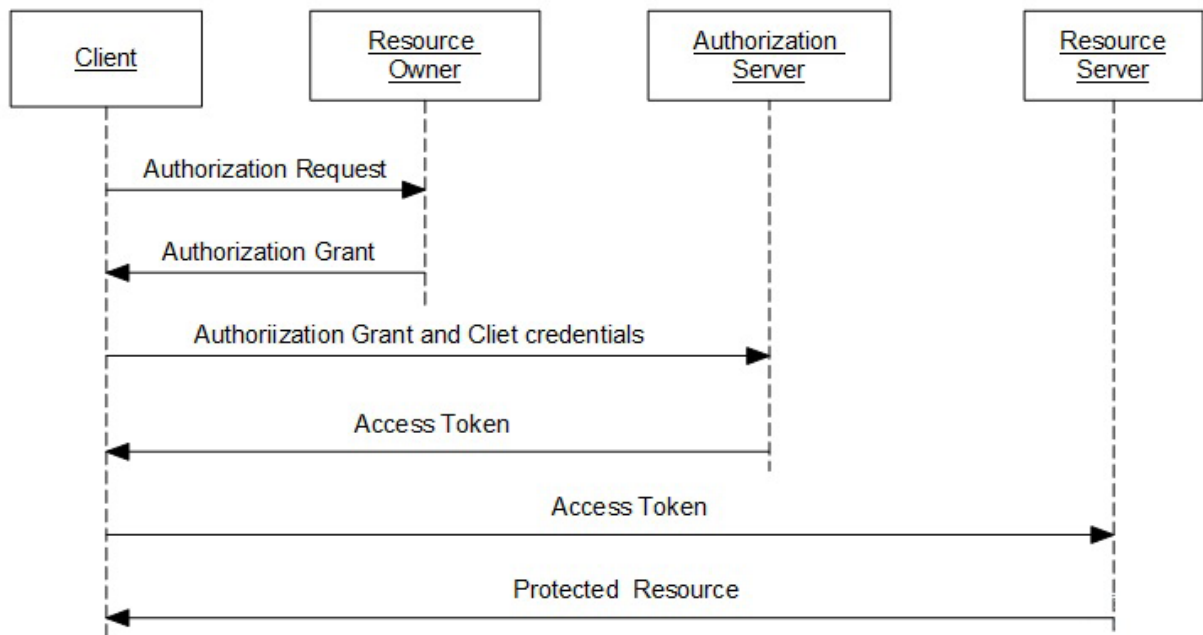 Client
Resource
Owner
Authorization
Server
Resource
Server
Authorization Request
Authorization Grant
Authoriization Grant and Cliet credentials
Access Token
Access Token
Protected Resource